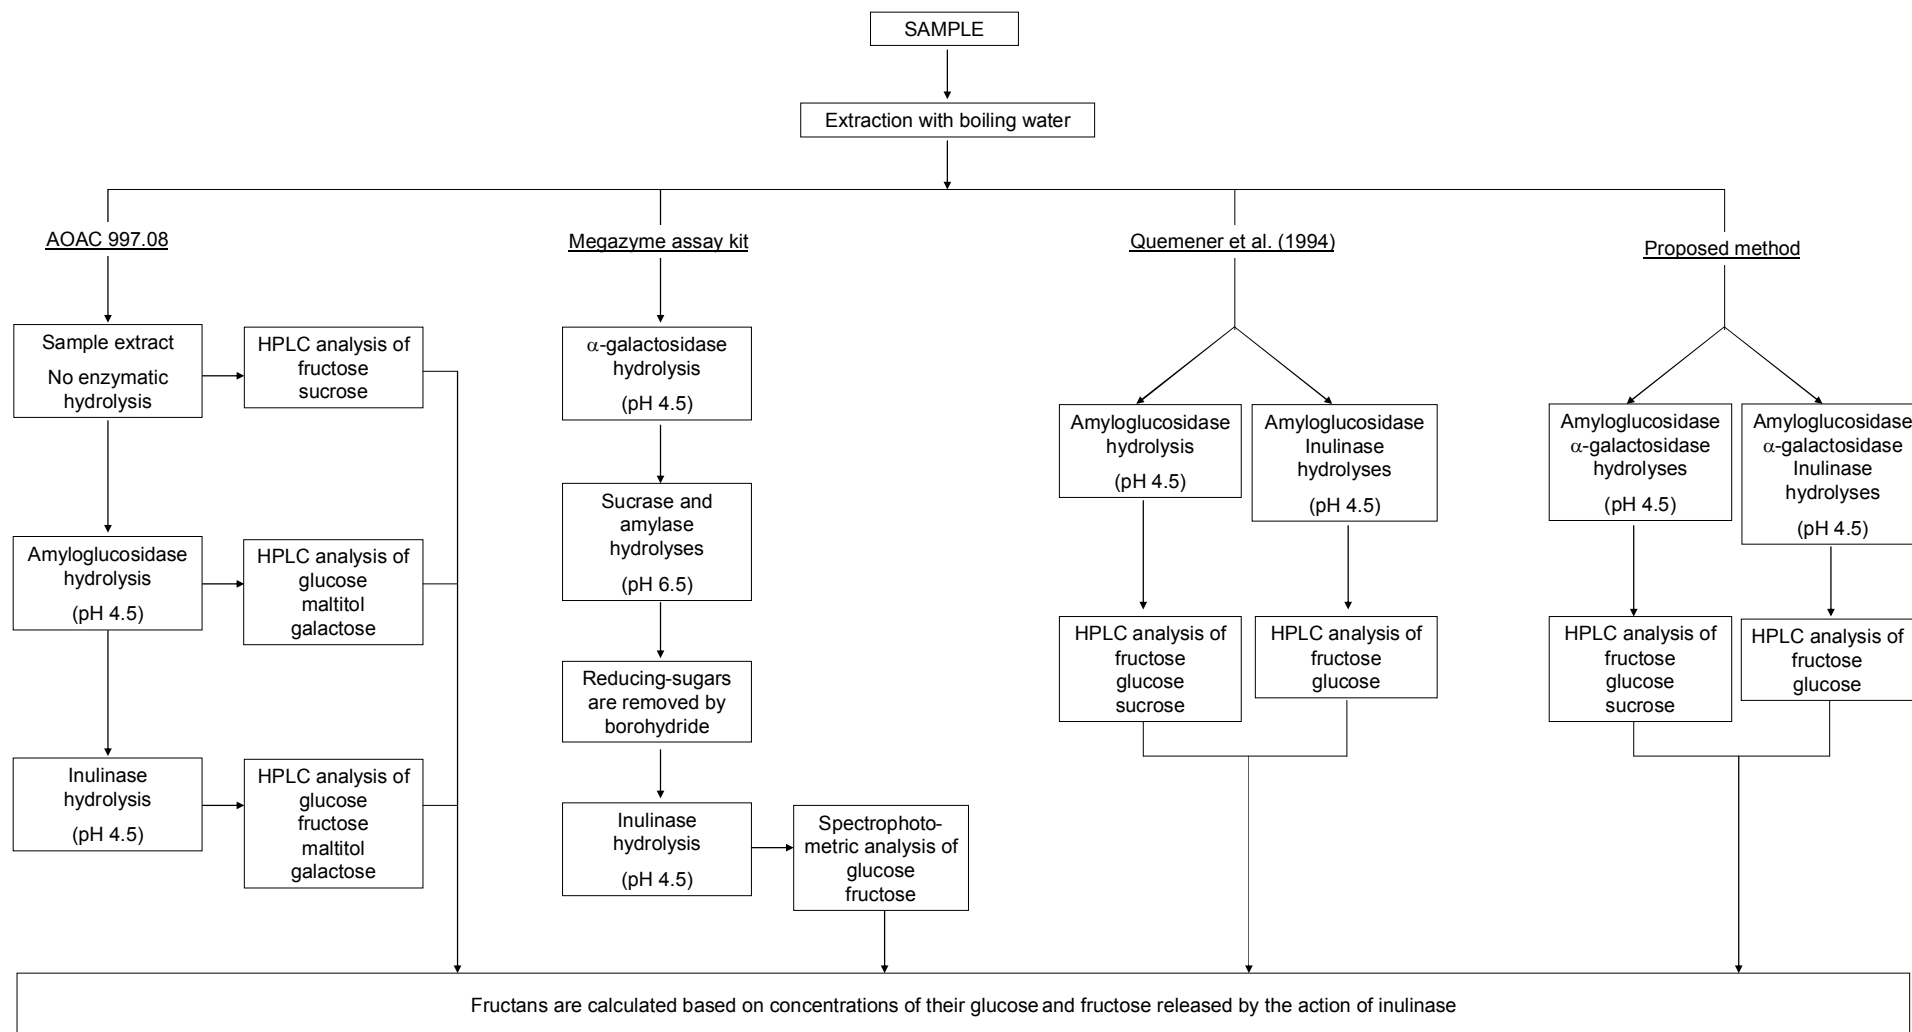 SAMPLE
Extraction with boiling water
AOAC 997.08
Sample extract
No enzymatic
hydrolysis
HPLC analysis of
fructose
sucrose
Amyloglucosidase
hydrolysis
(pH 4.5)
HPLC analysis of
glucose
maltitol
galactose
Inulinase
hydrolysis
(pH 4.5)
HPLC analysis of
glucose
fructose
maltitol
galactose
Megazyme assay kit
α-galactosidase
hydrolysis
(pH 4.5)
Sucrase and
amylase
hydrolyses
(pH 6.5)
Reducing-sugars
are removed by
borohydride
Inulinase
hydrolysis
(pH 4.5)
Spectrophoto-
metric analysis of
glucose
fructose
Quemener et al. (1994)
Amyloglucosidase
hydrolysis
(pH 4.5)
HPLC analysis of
fructose
glucose
sucrose
Amyloglucosidase
Inulinase
hydrolyses
(pH 4.5)
HPLC analysis of
fructose
glucose
Proposed method
Amyloglucosidase
α-galactosidase
hydrolyses
(pH 4.5)
HPLC analysis of
fructose
glucose
sucrose
Amyloglucosidase
α-galactosidase
Inulinase
hydrolyses
(pH 4.5)
HPLC analysis of
fructose
glucose
Fructans are calculated based on concentrations of their glucose and fructose released by the action of inulinase